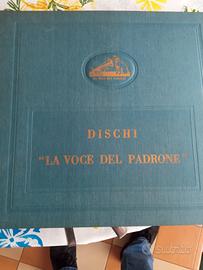 DISCHI
"LA VOCE DEL PADRONE"